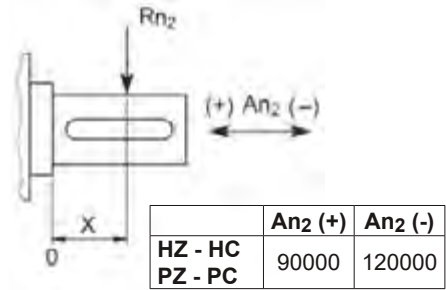 Rn2
(+) An2 (–)
X
0
An2 (+) An2 (-)
HZ - HC
PZ - PC
90000 120000